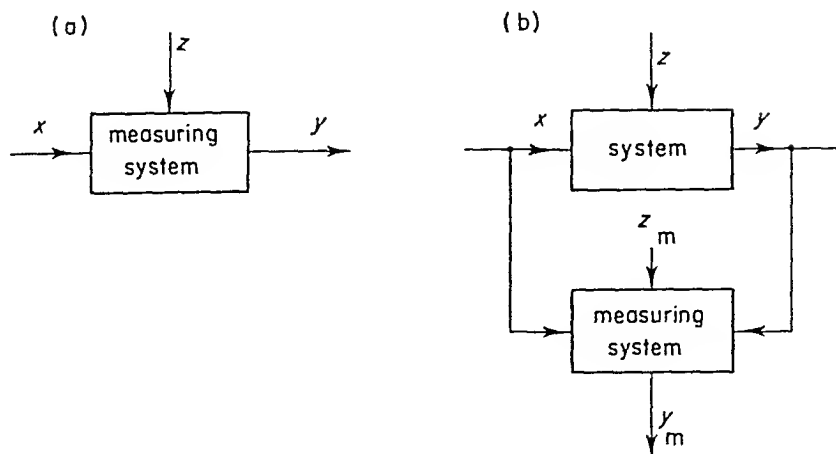 (a)
z
x
measuring
system
y
(b)
z
x
system
y
z m
measuring
system
y m